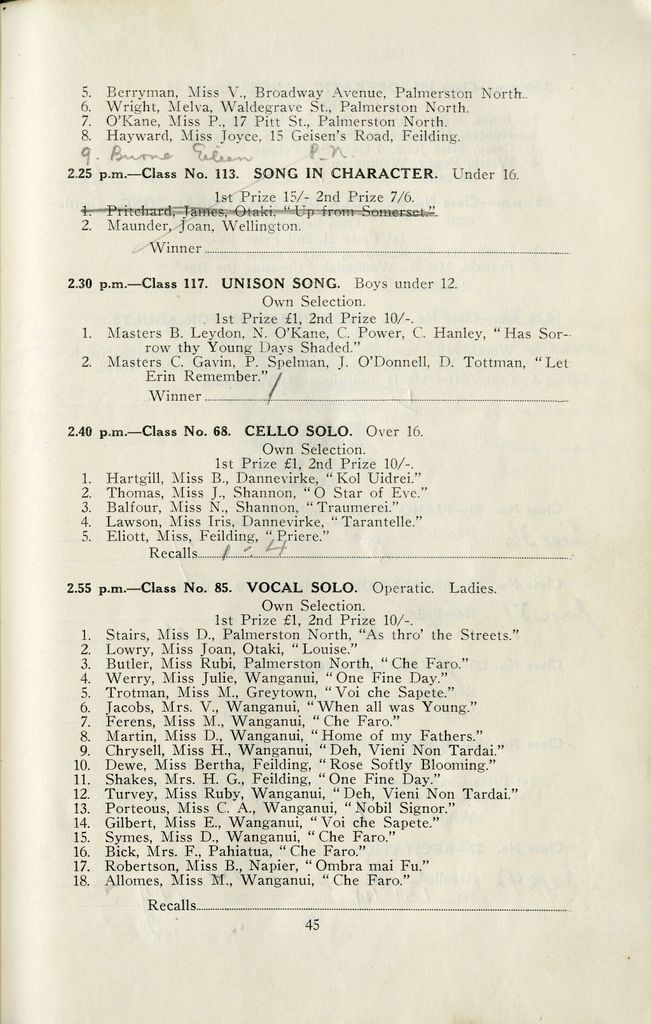 5. Berryman, Miss V., Broadway Avenue, Palmerston North.
6. Wright, Melva, Waldegrave St., Palmerston North.
7. O'Kane, Miss P., 17 Pitt St., Palmerston North.
8. Hayward, Miss Joyce, 15 Geisen's Road, Feilding.
9. Burne Eileen P.N.
2.25 p.m.—Class No. 113. SONG IN CHARACTER. Under 16.
1st Prize 15/- 2nd Prize 7/6.
1. Pritchard, James, Otaki, "Up from Somerset."
2. Maunder, Joan, Wellington.
Winner
2.30 p.m.—Class 117. UNISON SONG. Boys under 12.
Own Selection.
1st Prize £1, 2nd Prize 10/-.
1. Masters B. Leydon, N. O'Kane, C. Power, C. Hanley, "Has Sor-
row thy Young Days Shaded."
2. Masters C. Gavin, P. Spelman, J. O'Donnell, D. Tottman, "Let
Erin Remember."
Winner 1
2.40 p.m.—Class No. 68. CELLO SOLO. Over 16.
Own Selection.
1st Prize £1, 2nd Prize 10/-.
1. Hartgill, Miss B., Dannevirke, "Kol Uidrei."
2. Thomas, Miss J., Shannon, "O Star of Eve."
3. Balfour, Miss N., Shannon, "Traumerei."
4. Lawson, Miss Iris, Dannevirke, "Tarantelle."
5. Eliott, Miss, Feilding, "Priere."
Recalls 1 - 4
2.55 p.m.—Class No. 85. VOCAL SOLO. Operatic. Ladies.
Own Selection.
1st Prize £1, 2nd Prize 10/-.
1. Stairs, Miss D., Palmerston North, "As thro' the Streets."
2. Lowry, Miss Joan, Otaki, "Louise."
3. Butler, Miss Rubi, Palmerston North, "Che Faro."
4. Werry, Miss Julie, Wanganui, "One Fine Day."
5. Trotman, Miss M., Greytown, "Voi che Sapete."
6. Jacobs, Mrs. V., Wanganui, "When all was Young."
7. Ferens, Miss M., Wanganui, "Che Faro."
8. Martin, Miss D., Wanganui, "Home of my Fathers."
9. Chrysell, Miss H., Wanganui, "Deh, Vieni Non Tardai."
10. Dewe, Miss Bertha, Feilding, "Rose Softly Blooming."
11. Shakes, Mrs. H. G., Feilding, "One Fine Day."
12. Turvey, Miss Ruby, Wanganui, "Deh, Vieni Non Tardai."
13. Porteous, Miss C. A., Wanganui, "Nobil Signor."
14. Gilbert, Miss E., Wanganui, "Voi che Sapete."
15. Symes, Miss D., Wanganui, "Che Faro."
16. Bick, Mrs. F., Pahiatua, "Che Faro."
17. Robertson, Miss B., Napier, "Ombra mai Fu."
18. Allomes, Miss M., Wanganui, "Che Faro."
Recalls
45